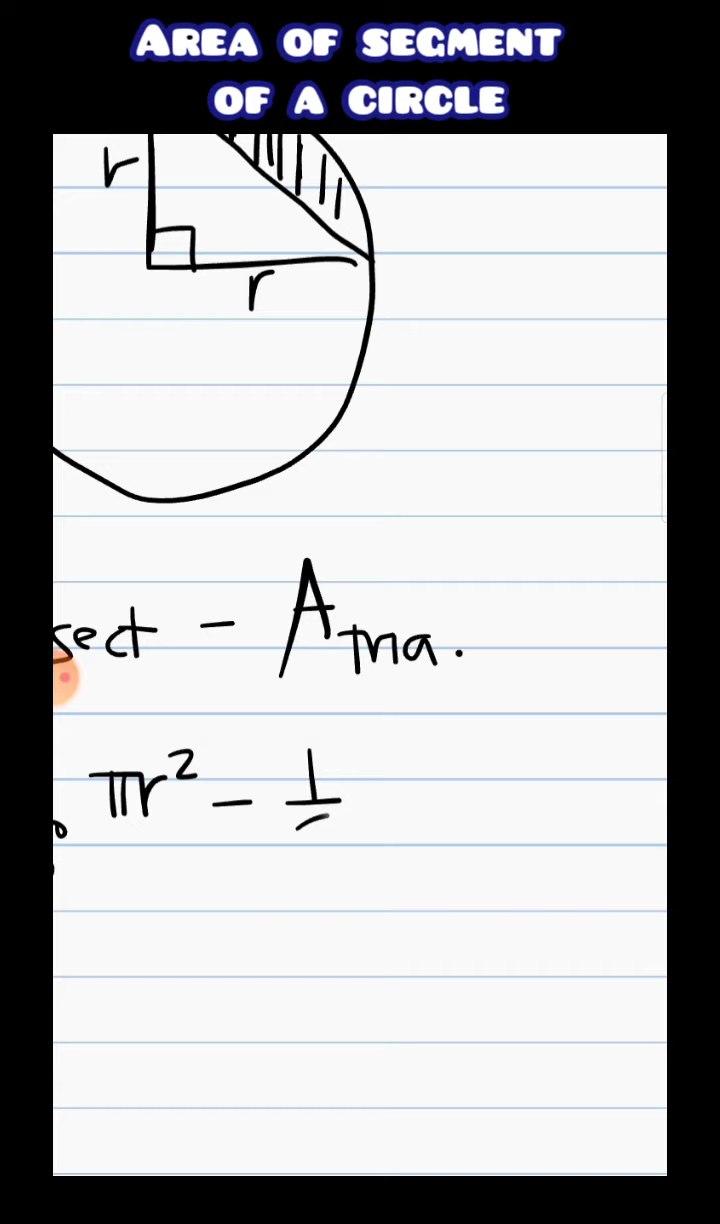 AREA OF SEGMENT
OF A CIRCLE
r
r
sect - A tria.
πr² - 1